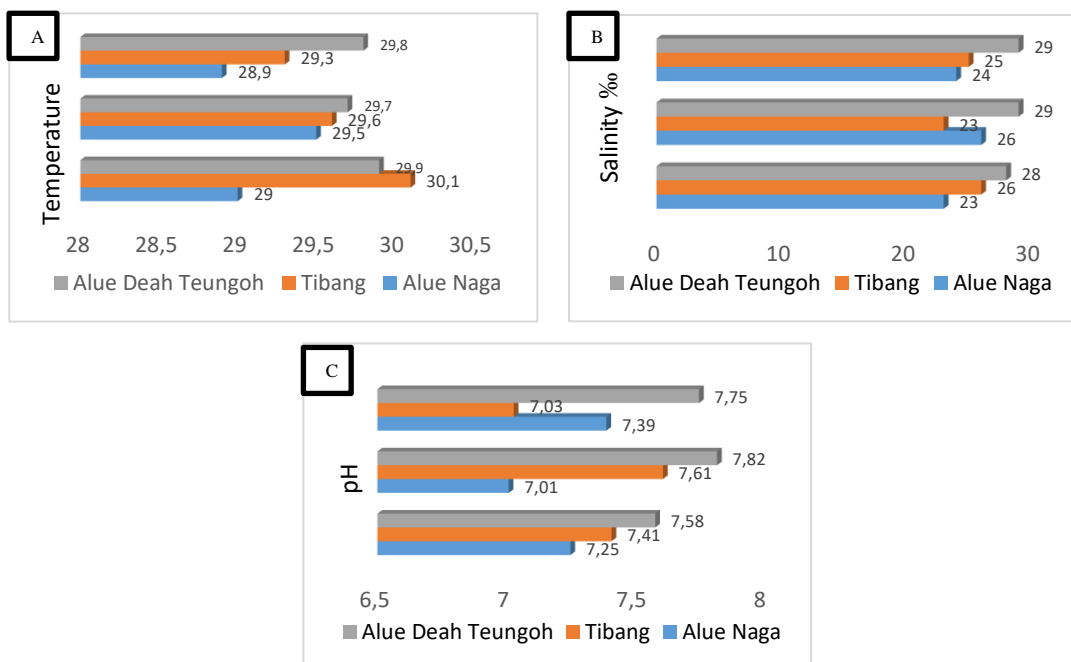 A
Temperature
29,8
29,3
28,9
29,7
29,6
29,5
29,9
30,1
29
28 28,5 29 29,5 30 30,5
Alue Deah Teungoh Tibang Alue Naga
B
Salinity ‰
29
25
24
29
23
26
28
26
23
0 10 20 30
Alue Deah Teungoh Tibang Alue Naga
C
pH
7,75
7,03
7,39
7,82
7,61
7,01
7,58
7,41
7,25
6,5 7 7,5 8
Alue Deah Teungoh Tibang Alue Naga